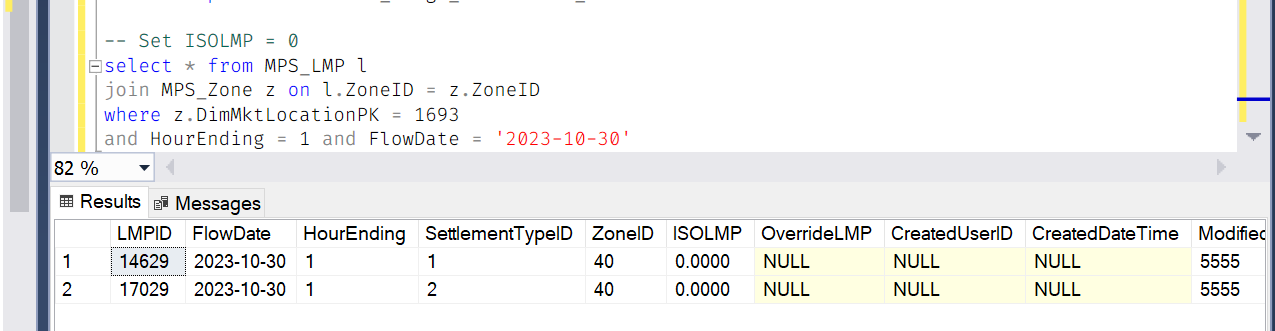 -- Set ISOLMP = 0
select * from MPS_LMP l
join MPS_Zone z on l.ZoneID = z.ZoneID
where z.DimMktLocationPK = 1693
and HourEnding = 1 and FlowDate = '2023-10-30'
82 %
Results Messages
LMPID FlowDate HourEnding SettlementTypeID ZoneID ISOLMP OverrideLMP CreatedUserID CreatedDateTime Modified
1 14629 2023-10-30 1 1 40 0.0000 NULL NULL NULL 5555
2 17029 2023-10-30 1 2 40 0.0000 NULL NULL NULL 5555